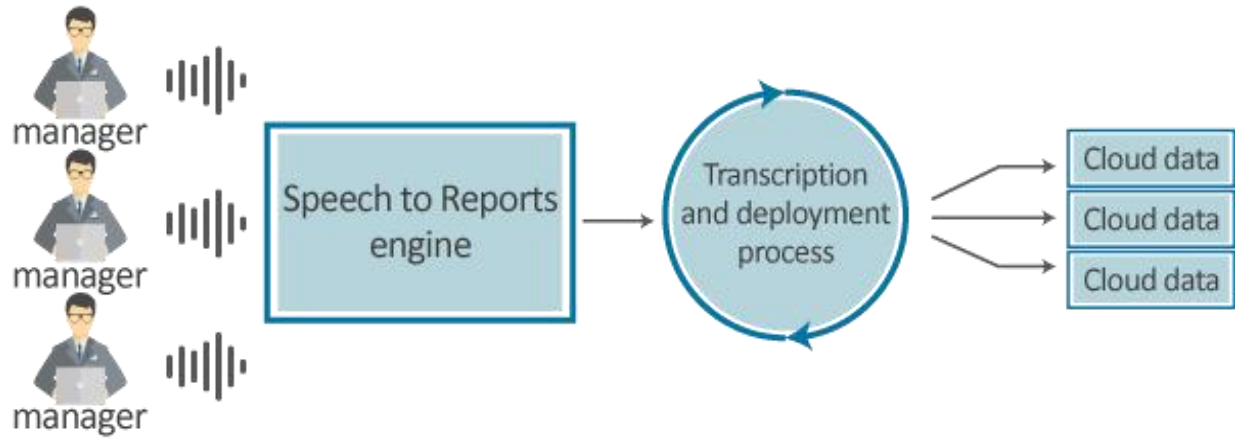 manager
manager
manager
Speech to Reports
engine
Transcription
and deployment
process
Cloud data
Cloud data
Cloud data